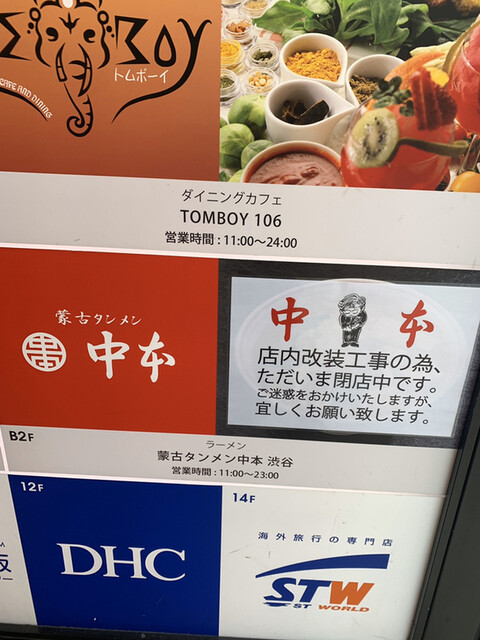 BOY
トムボーイ
CAFE AND DINING
ダイニングカフェ
TOMBOY 106
営業時間 : 11:00〜24:00
蒙古タンメン
中本
中 本
店内改装工事の為、
ただいま閉店中です。
ご迷惑をおかけいたしますが、
宜しくお願い致します。
B2F
ラーメン
蒙古タンメン中本 渋谷
営業時間 : 11:00〜23:00
12F
DHC
14F
海外旅行の専門店
STW
ST WORLD